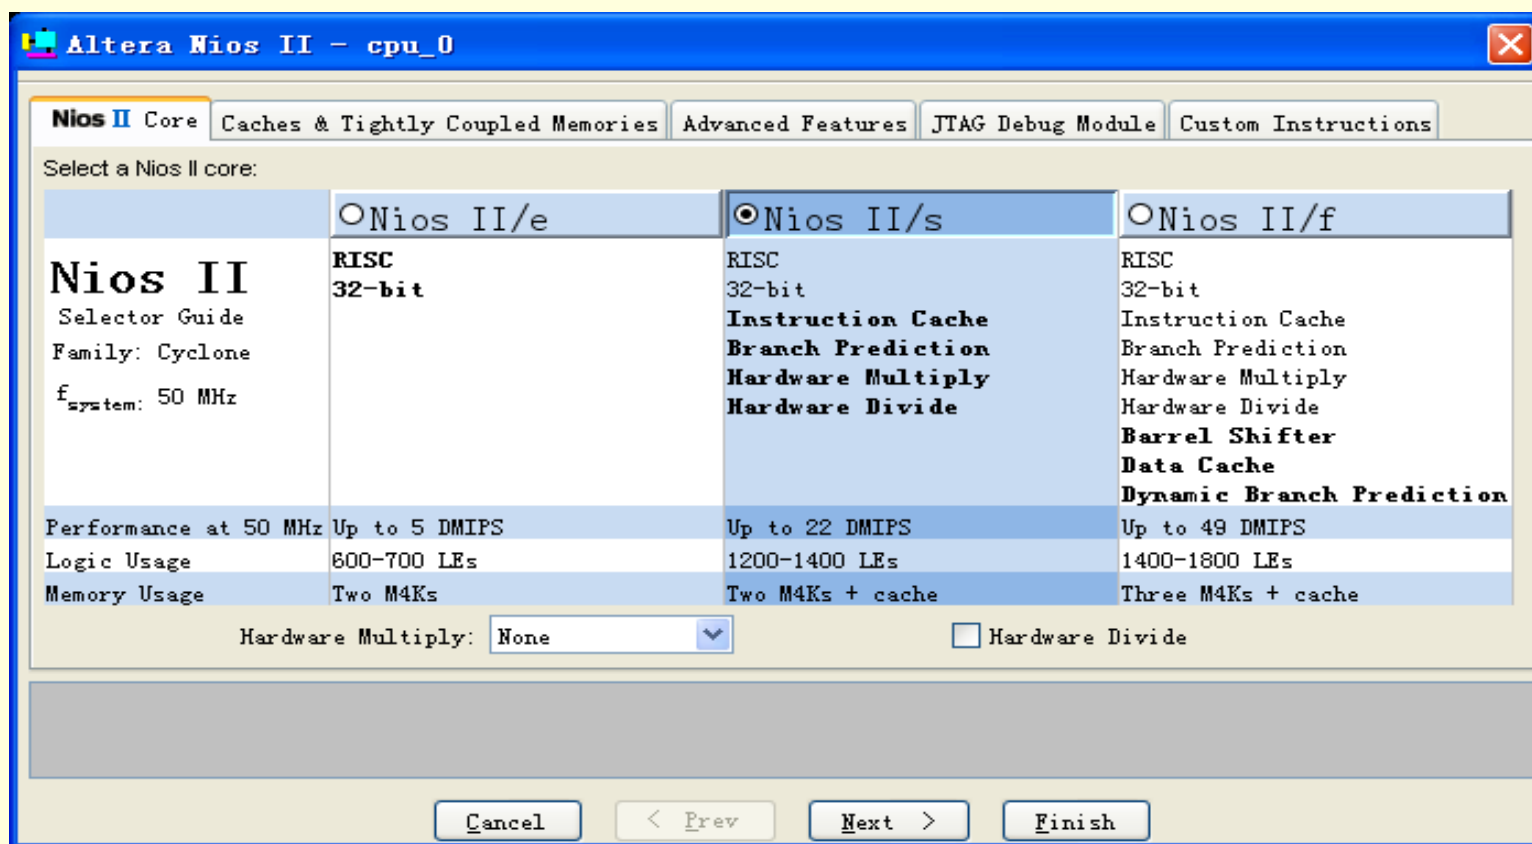 Altera Nios II - cpu_0
Nios II Core Caches & Tightly Coupled Memories Advanced Features JTAG Debug Module Custom Instructions
Select a Nios II core:
Nios II/e Nios II/s Nios II/f
Nios II
Selector Guide
Family: Cyclone
fsystem: 50 MHz
RISC
32-bit
RISC
32-bit
Instruction Cache
Branch Prediction
Hardware Multiply
Hardware Divide
RISC
32-bit
Instruction Cache
Branch Prediction
Hardware Multiply
Hardware Divide
Barrel Shifter
Data Cache
Dynamic Branch Prediction
Performance at 50 MHz Up to 5 DMIPS Up to 22 DMIPS Up to 49 DMIPS
Logic Usage 600-700 LEs 1200-1400 LEs 1400-1800 LEs
Memory Usage Two M4Ks Two M4Ks + cache Three M4Ks + cache
Hardware Multiply: None Hardware Divide
Cancel < Prev Next > Finish